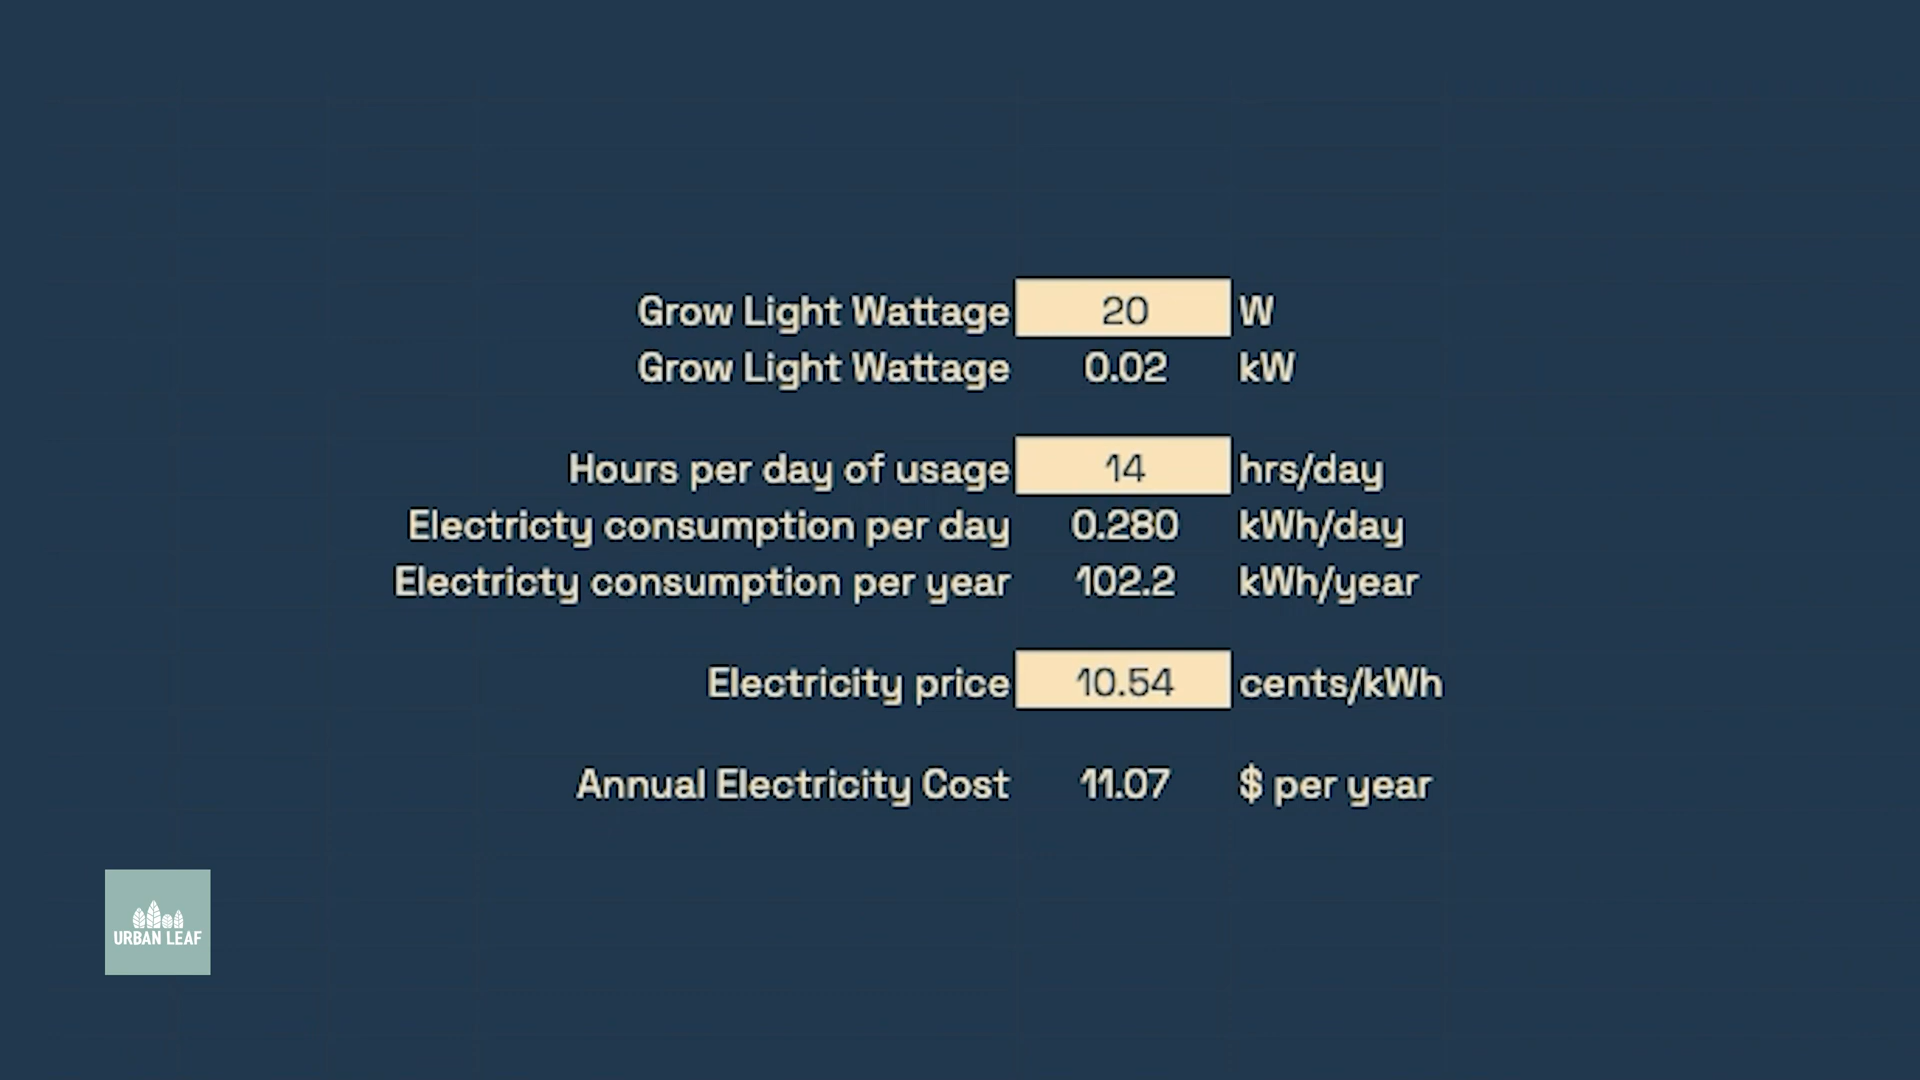 Grow Light Wattage 20 W
Grow Light Wattage 0.02 kW
Hours per day of usage 14 hrs/day
Electricty consumption per day 0.280 kWh/day
Electricty consumption per year 102.2 kWh/year
Electricity price 10.54 cents/kWh
Annual Electricity Cost 11.07 $ per year
URBAN LEAF